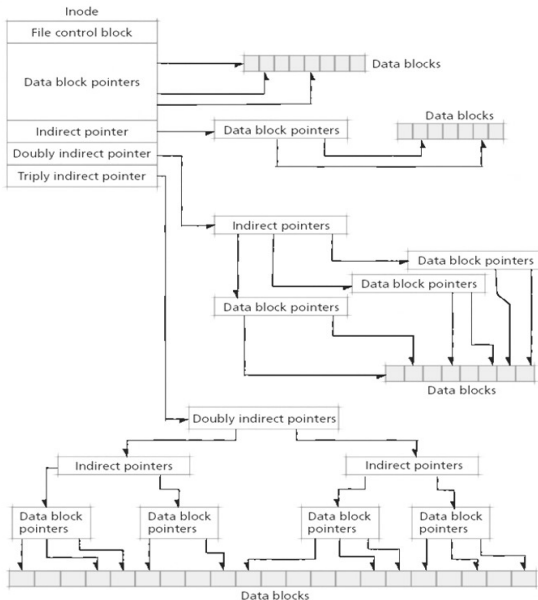 Inode
File control block
Data block pointers
Data blocks
Data blocks
Indirect pointer
Data block pointers
Doubly indirect pointer
Triply indirect pointer
Indirect pointers
Data block pointers
Data block pointers
Data block pointers
Data blocks
Doubly indirect pointers
Indirect pointers
Indirect pointers
Data block
pointers
Data block
pointers
Data block
pointers
Data block
pointers
Data blocks